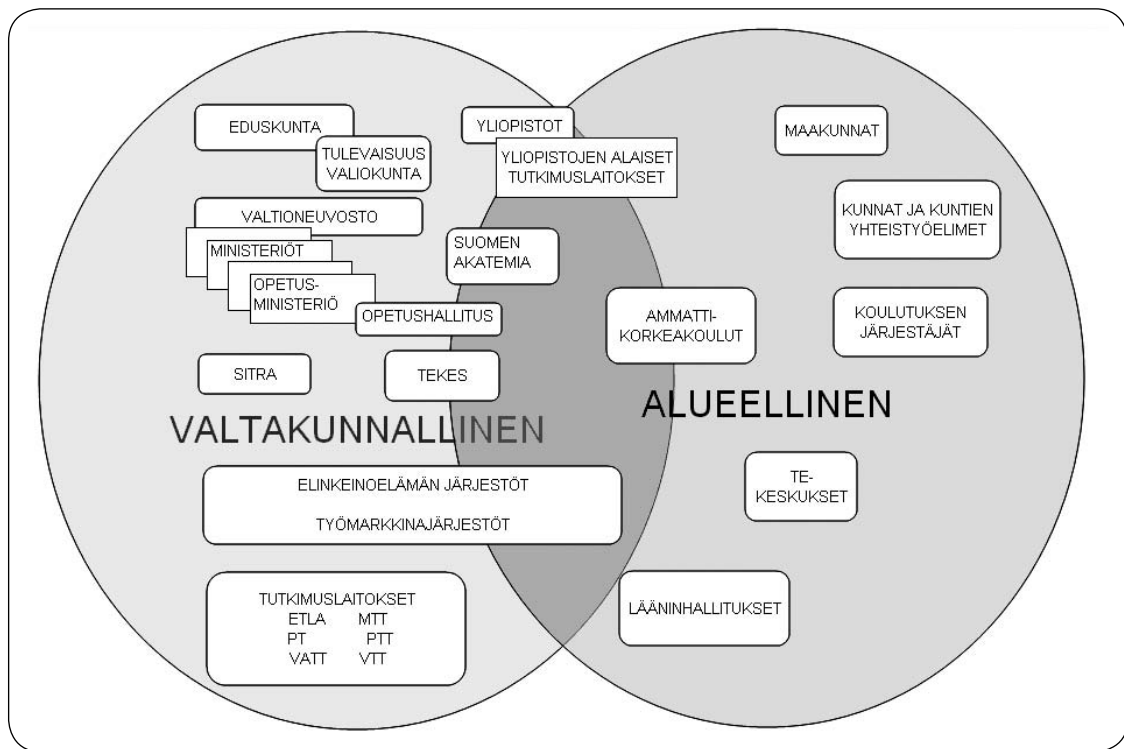 EDUSKUNTA
TULEVAISUUS
VALIOKUNTA
VALTIONEUVOSTO
MINISTERIÖT
OPETUS-
MINISTERIÖ
OPETUSHALLITUS
SITRA
TEKES
YLIOPISTOT
YLIOPISTOJEN ALAISET
TUTKIMUSLAITOKSET
SUOMEN
AKATEMIA
AMMATTI-
KORKEAKOULUT
MAAKUNNAT
KUNNAT JA KUNTIEN
YHTEISTYÖELIMET
KOULUTUKSEN
JÄRJESTÄJÄT
VALTAKUNNALLINEN
ALUEELLINEN
ELINKEINOELÄMÄN JÄRJESTÖT
TYÖMARKKINAJÄRJESTÖT
TE-
KESKUKSET
TUTKIMUSLAITOKSET
ETLA MTT
PT PTT
VATT VTT
LÄÄNINHALLITUKSET